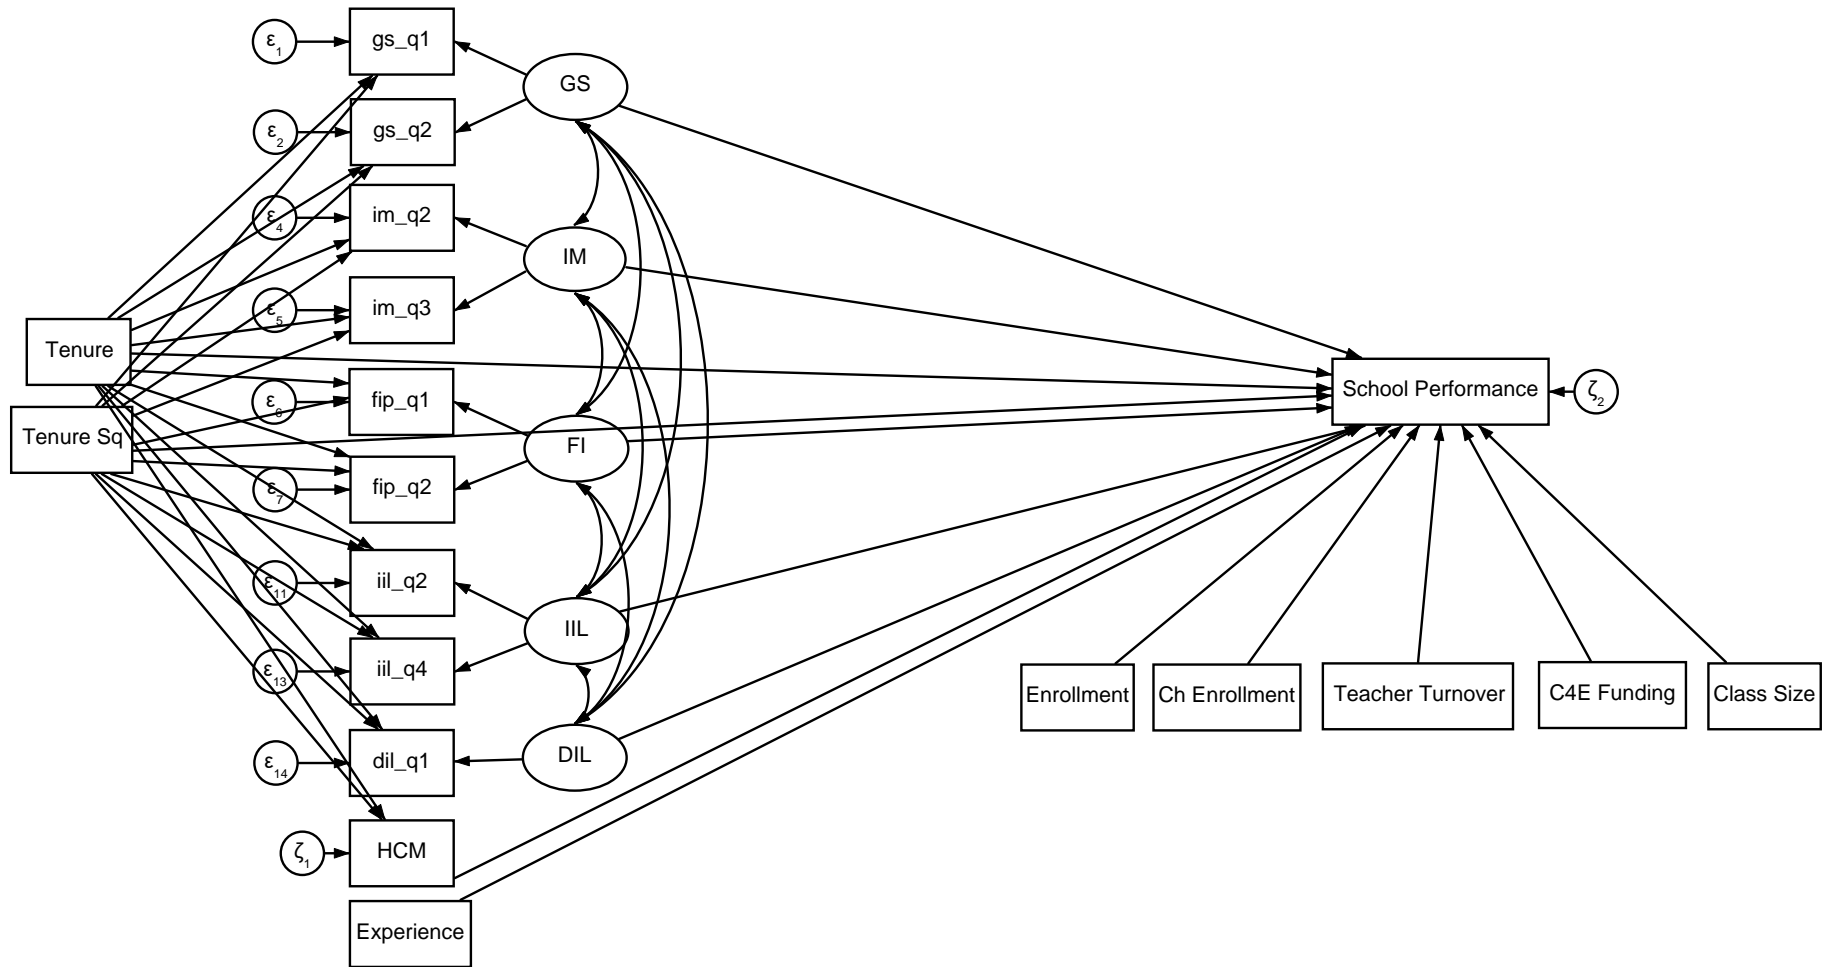 ε1
gs_q1
GS
ε2
gs_q2
ε4
im_q2
IM
ε5
im_q3
Tenure
School Performance
ζ2
ε6
fip_q1
Tenure Sq
FI
ε7
fip_q2
ε11
iil_q2
IIL
ε13
iil_q4
Enrollment
Ch Enrollment
Teacher Turnover
C4E Funding
Class Size
ε14
dil_q1
DIL
ζ1
HCM
Experience